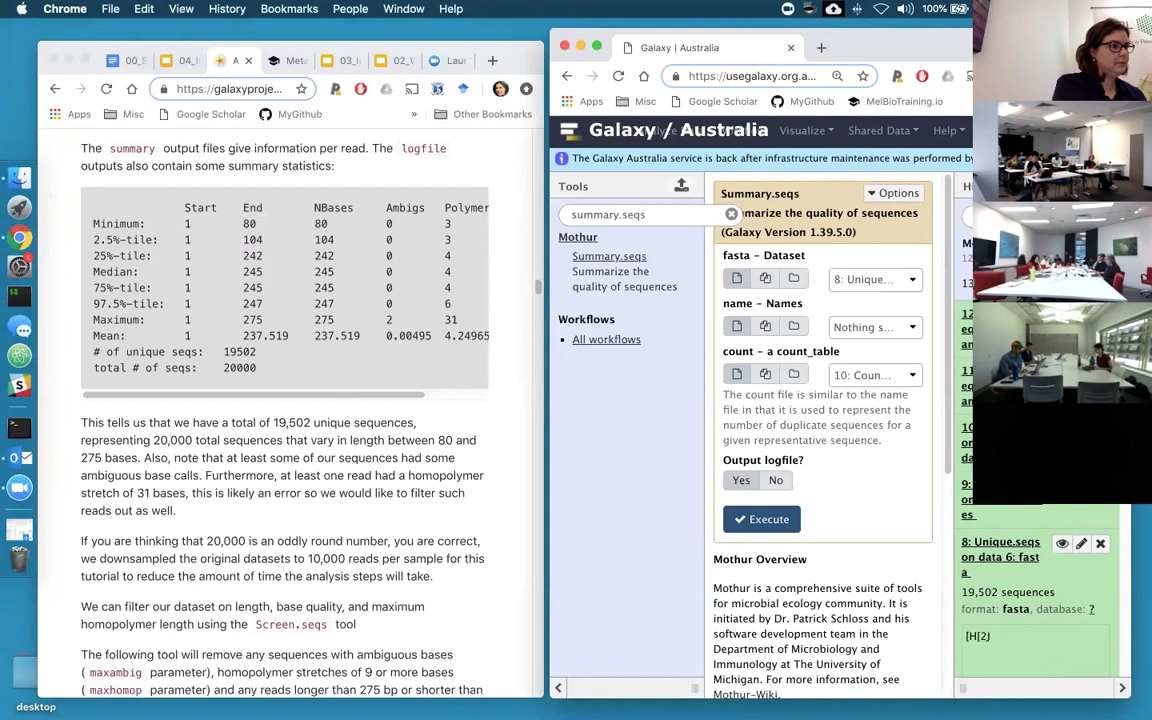 Chrome File Edit View History Bookmarks People Window Help 100%
00_S 04_I A Meta 03_I 02_V Laun
https://galaxyproje...
Apps Misc Google Scholar MyGithub » Other Bookmarks
The summary output files give information per read. The logfile
outputs also contain some summary statistics:
Start End NBases Ambigs Polymer
Minimum: 1 80 80 0 3
2.5%-tile: 1 104 104 0 3
25%-tile: 1 242 242 0 4
Median: 1 245 245 0 4
75%-tile: 1 245 245 0 4
97.5%-tile: 1 247 247 0 6
Maximum: 1 275 275 2 31
Mean: 1 237.519 237.519 0.00495 4.24965
# of unique seqs: 19502
total # of seqs: 20000
This tells us that we have a total of 19,502 unique sequences,
representing 20,000 total sequences that vary in length between 80 and
275 bases. Also, note that at least some of our sequences had some
ambiguous base calls. Furthermore, at least one read had a homopolymer
stretch of 31 bases, this is likely an error so we would like to filter such
reads out as well.
If you are thinking that 20,000 is an oddly round number, you are correct,
we downsampled the original datasets to 10,000 reads per sample for this
tutorial to reduce the amount of time the analysis steps will take.
We can filter our dataset on length, base quality, and maximum
homopolymer length using the Screen.seqs tool
The following tool will remove any sequences with ambiguous bases
( maxambig parameter), homopolymer stretches of 9 or more bases
( maxhomop parameter) and any reads longer than 275 bp or shorter than
desktop
Galaxy | Australia
https://usegalaxy.org.a...
Apps Misc Google Scholar MyGithub MelBioTraining.io
Galaxy / Australia Visualize Shared Data Help
The Galaxy Australia service is back after infrastructure maintenance was performed by
Tools
summary.seqs
Mothur
Summary.seqs
Summarize the
quality of sequences
Workflows
All workflows
Summary.seqs Options
marize the quality of sequences
(Galaxy Version 1.39.5.0)
fasta - Dataset
8: Unique...
name - Names
Nothing s...
count - a count_table
10: Coun...
The count file is similar to the name
file in that it is used to represent the
number of duplicate sequences for a
given representative sequence.
Output logfile?
Yes No
Execute
Mothur Overview
Mothur is a comprehensive suite of tools
for microbial ecology community. It is
initiated by Dr. Patrick Schloss and his
software development team in the
Department of Microbiology and
Immunology at The University of
Michigan. For more information, see
Mothur-Wiki.
8: Unique.seqs
on data 6: fast
a
19,502 sequences
format: fasta, database: ?
[H[2J